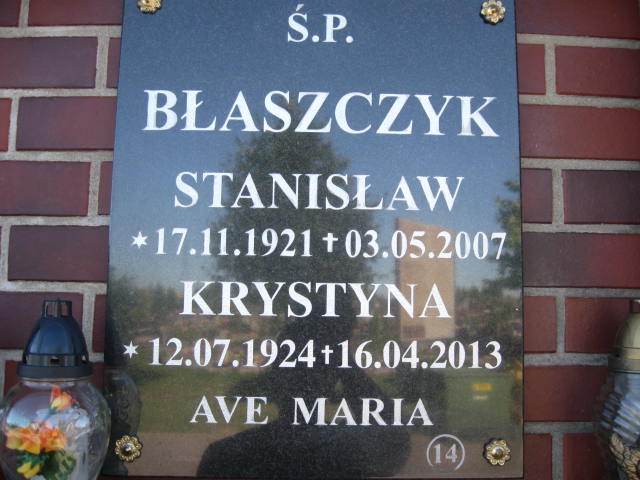 Ś.P.
BŁASZCZYK
STANISŁAW
* 17.11.1921 † 03.05.2007
KRYSTYNA
* 12.07.1924 † 16.04.2013
AVE MARIA
14